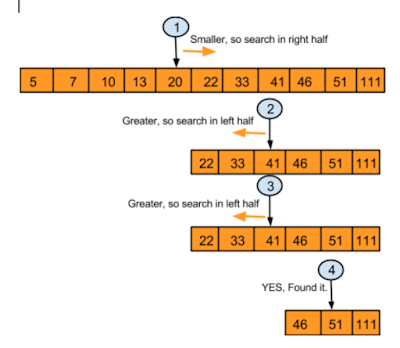 1
Smaller, so search in right half
5 7 10 13 20 22 33 41 46 51 111
2
Greater, so search in left half
22 33 41 46 51 111
3
Greater, so search in left half
22 33 41 46 51 111
4
YES, Found it.
46 51 111